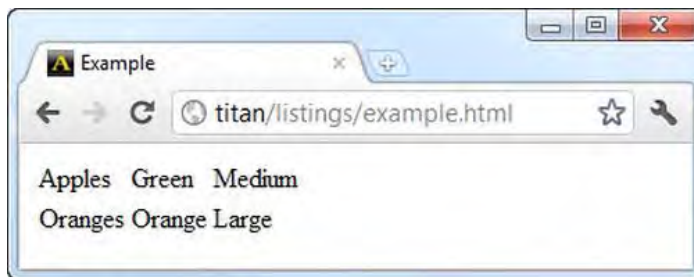 Example
titan/listings/example.html
Apples Green Medium
Oranges Orange Large